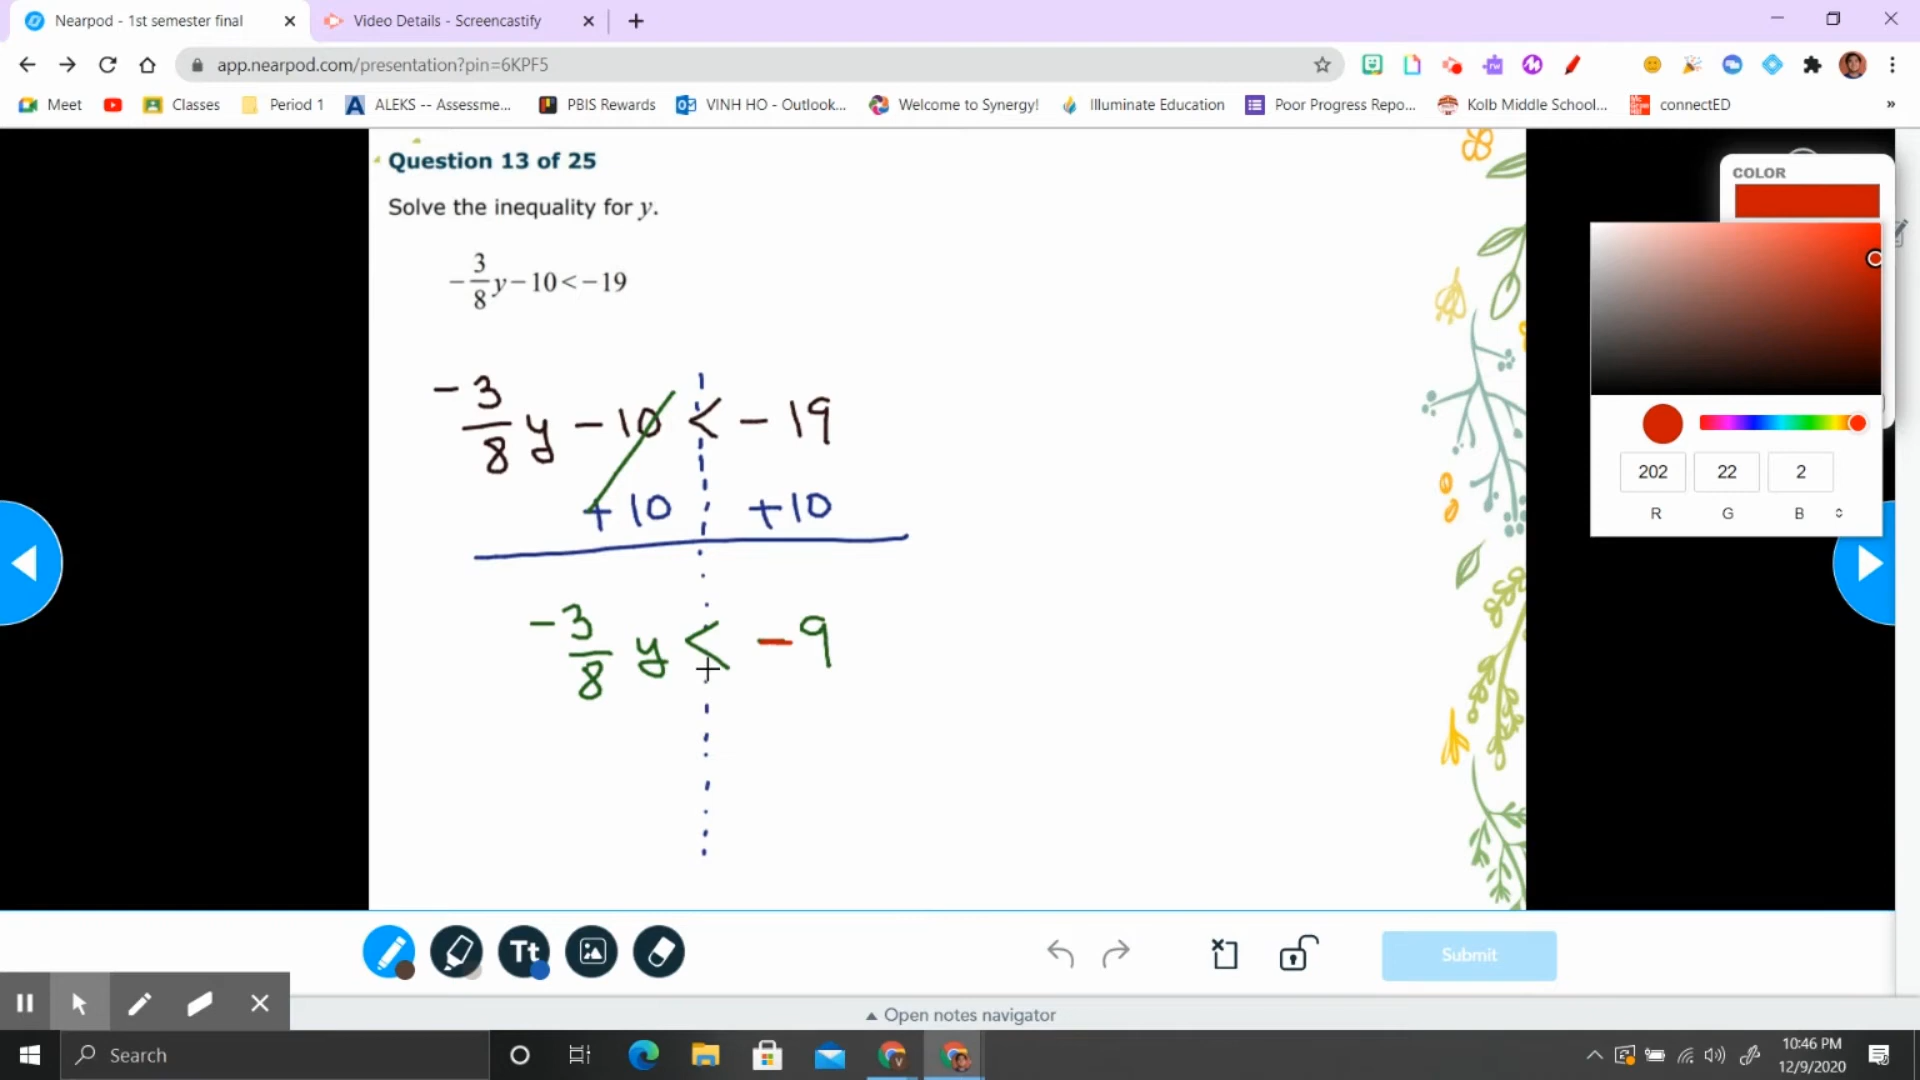 Nearpod - 1st semester final
Video Details - Screencastify
app.nearpod.com/presentation?pin=6KPF5
Meet Classes Period 1 ALEKS -- Assessme... PBIS Rewards VINH HO - Outlook... Welcome to Synergy! Illuminate Education Poor Progress Repo... Kolb Middle School... connectED »
Question 13 of 25
Solve the inequality for y.
-3/8 y - 10 < -19
-3/8 y - 10 < - 19
+ 10 +10
-3/8 y < - 9
COLOR
202 22 2
R G B
Tt
Submit
Open notes navigator
Search
10:46 PM
12/9/2020